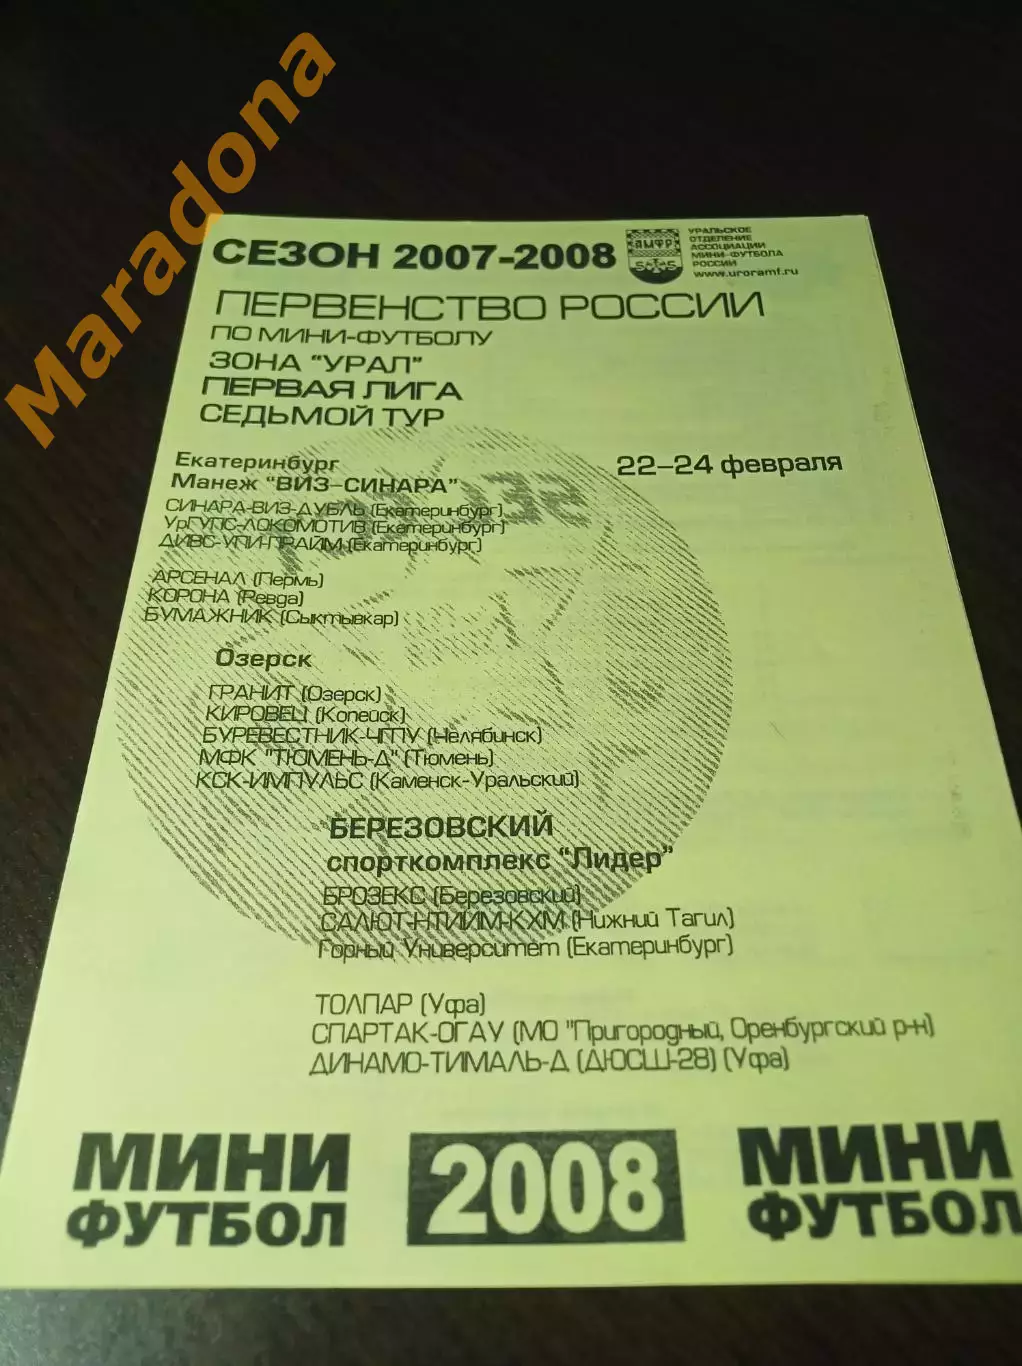 Maradona
СЕЗОН 2007-2008
АМФР
УРАЛЬСКОЕ
ОТДЕЛЕНИЕ
АССОЦИАЦИИ
МИНИ-ФУТБОЛА
РОССИИ
www.uroramf.ru
ПЕРВЕНСТВО РОССИИ
ПО МИНИ-ФУТБОЛУ
ЗОНА "УРАЛ"
ПЕРВАЯ ЛИГА
СЕДЬМОЙ ТУР
Екатеринбург
Манеж "ВИЗ-СИНАРА"
22-24 февраля
СИНАРА-ВИЗ-ДУБЛЬ (Екатеринбург)
УрГУПС-ЛОКОМОТИВ (Екатеринбург)
ДИВС-УПИ-ПРАЙМ (Екатеринбург)
АРСЕНАЛ (Пермь)
КОРОНА (Ревда)
БУМАЖНИК (Сыктывкар)
Озерск
ГРАНИТ (Озерск)
КИРОВЕЦ (Копейск)
БУРЕВЕСТНИК-ЧГПУ (Челябинск)
МФК "ТЮМЕНЬ-Д" (Тюмень)
КСК-ИМПУЛЬС (Каменск-Уральский)
БЕРЕЗОВСКИЙ
спорткомплекс "Лидер"
БРОЗЕКС (Березовский)
САЛЮТ-НТИИМ-КХМ (Нижний Тагил)
Горный Университет (Екатеринбург)
ТОЛПАР (Уфа)
СПАРТАК-ОГАУ (МО "Пригородный, Оренбургский р-н)
ДИНАМО-ТИМАЛЬ-Д (ДЮСШ-28) (Уфа)
МИНИ
ФУТБОЛ
2008
МИНИ
ФУТБОЛ